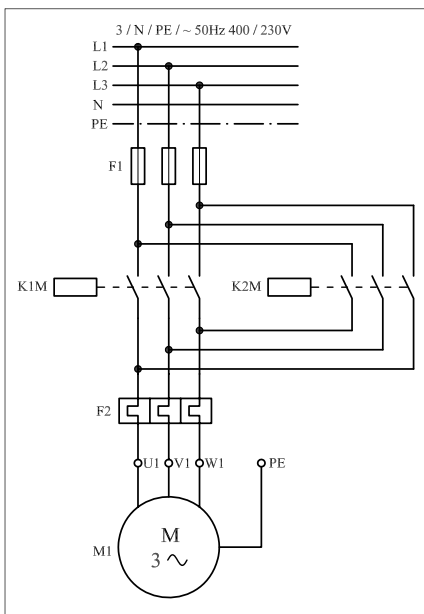 3 / N / PE / ~ 50Hz 400 / 230V
L1
L2
L3
N
PE
F1
K1M K2M
F2
U1 V1 W1 PE
M1 M
3 ~